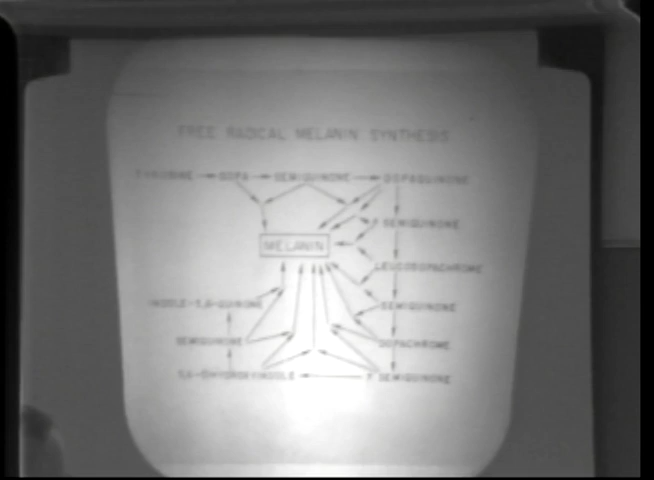 FREE RADICAL MELANIN SYNTHESIS
TYROSINE DOPA SEMIQUINONE DOPAQUINONE
? SEMIQUINONE
MELANIN
LEUCODOPACHROME
INDOLE-5,6-QUINONE SEMIQUINONE
SEMIQUINONE DOPACHROME
5,6-DIHYDROXYINDOLE ? SEMIQUINONE